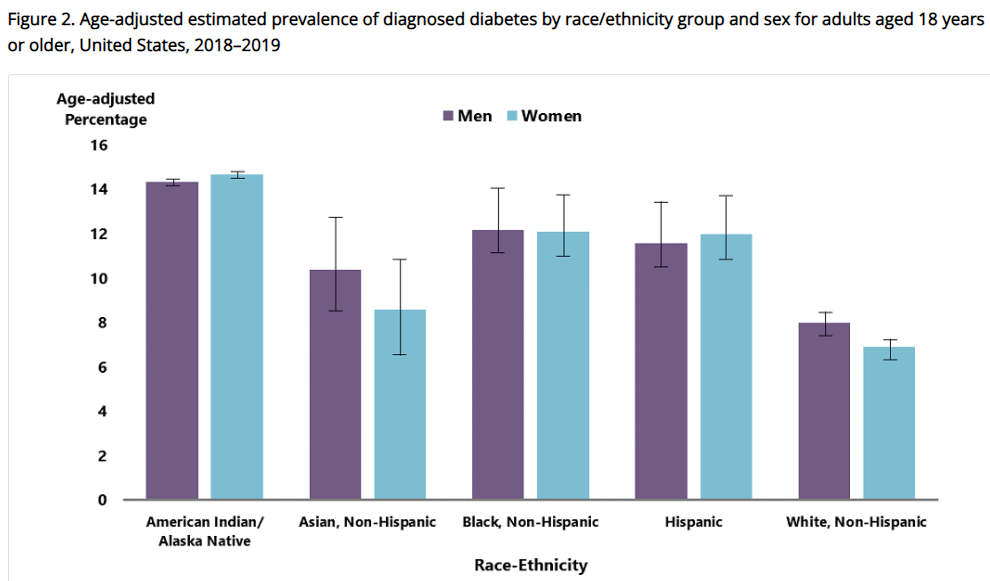 Figure 2. Age-adjusted estimated prevalence of diagnosed diabetes by race/ethnicity group and sex for adults aged 18 years
or older, United States, 2018–2019
Age-adjusted
Percentage
Men Women
16
14
12
10
8
6
4
2
0
American Indian/
Alaska Native
Asian, Non-Hispanic
Black, Non-Hispanic
Hispanic
White, Non-Hispanic
Race-Ethnicity